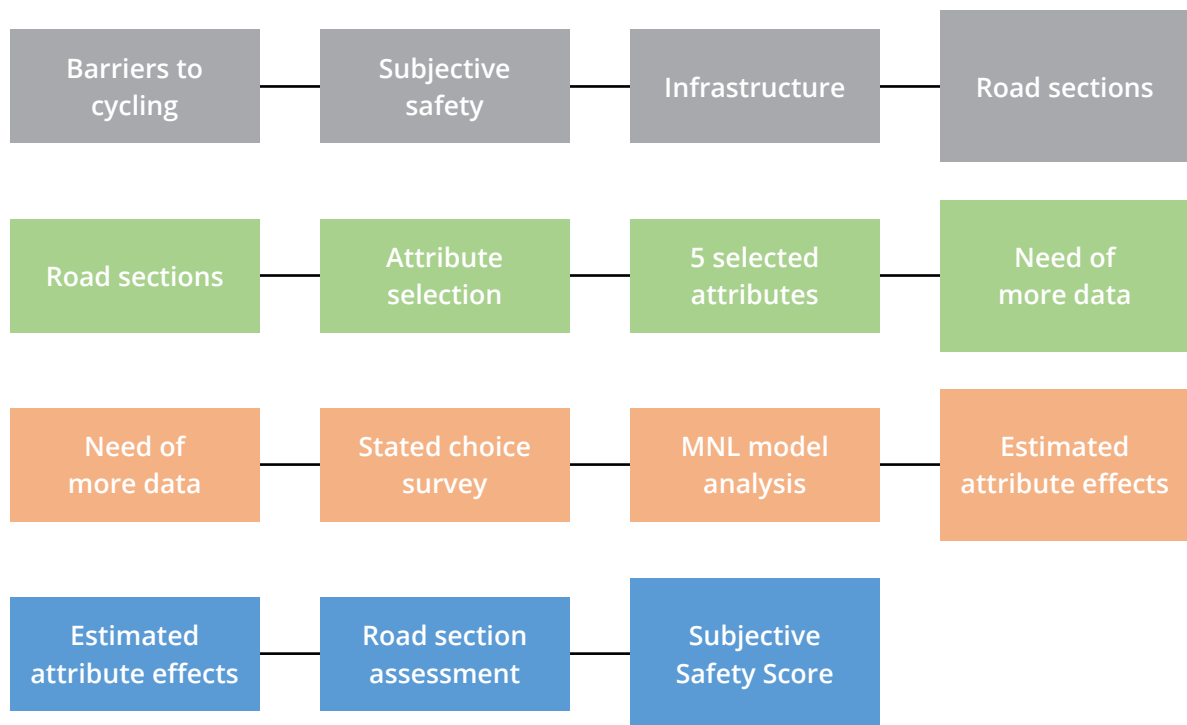 Barriers to
cycling
Subjective
safety
Infrastructure
Road sections
Road sections
Attribute
selection
5 selected
attributes
Need of
more data
Need of
more data
Stated choice
survey
MNL model
analysis
Estimated
attribute effects
Estimated
attribute effects
Road section
assessment
Subjective
Safety Score